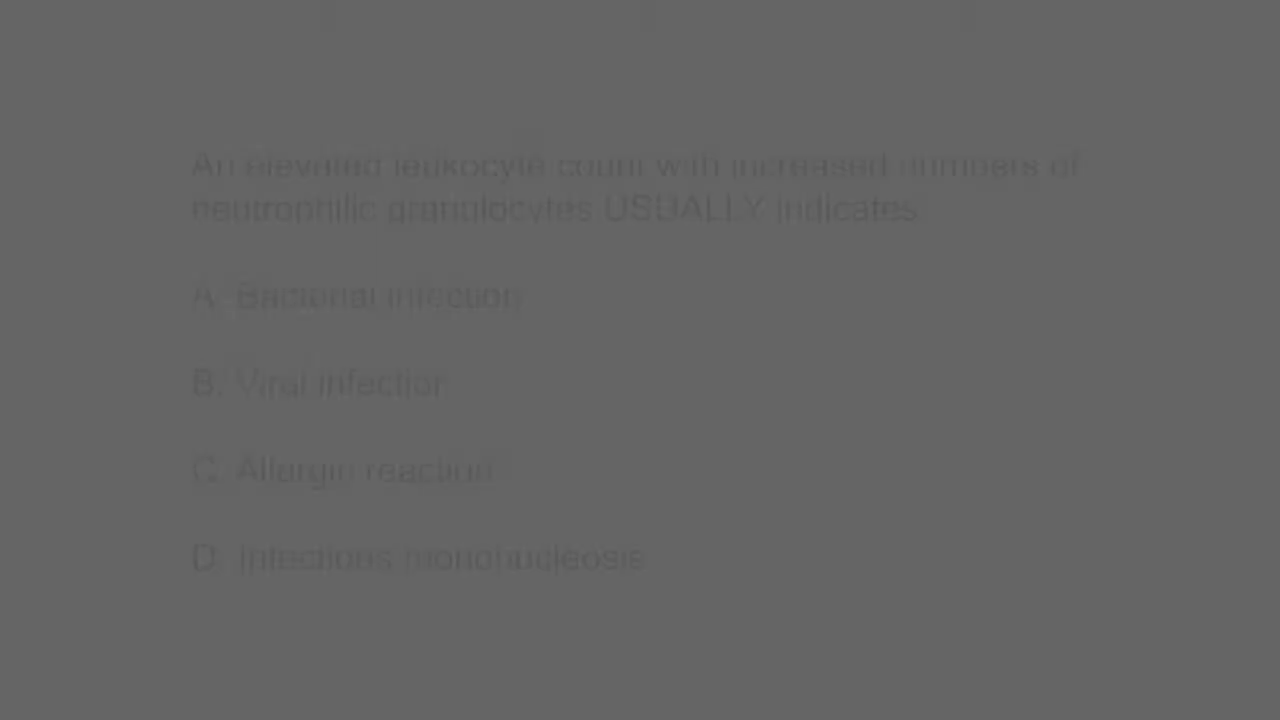 An elevated leukocyte count with increased numbers of
neutrophilic granulocytes USUALLY indicates
A. Bacterial infection
B. Viral infection
C. Allergic reaction
D. Infectious mononucleosis